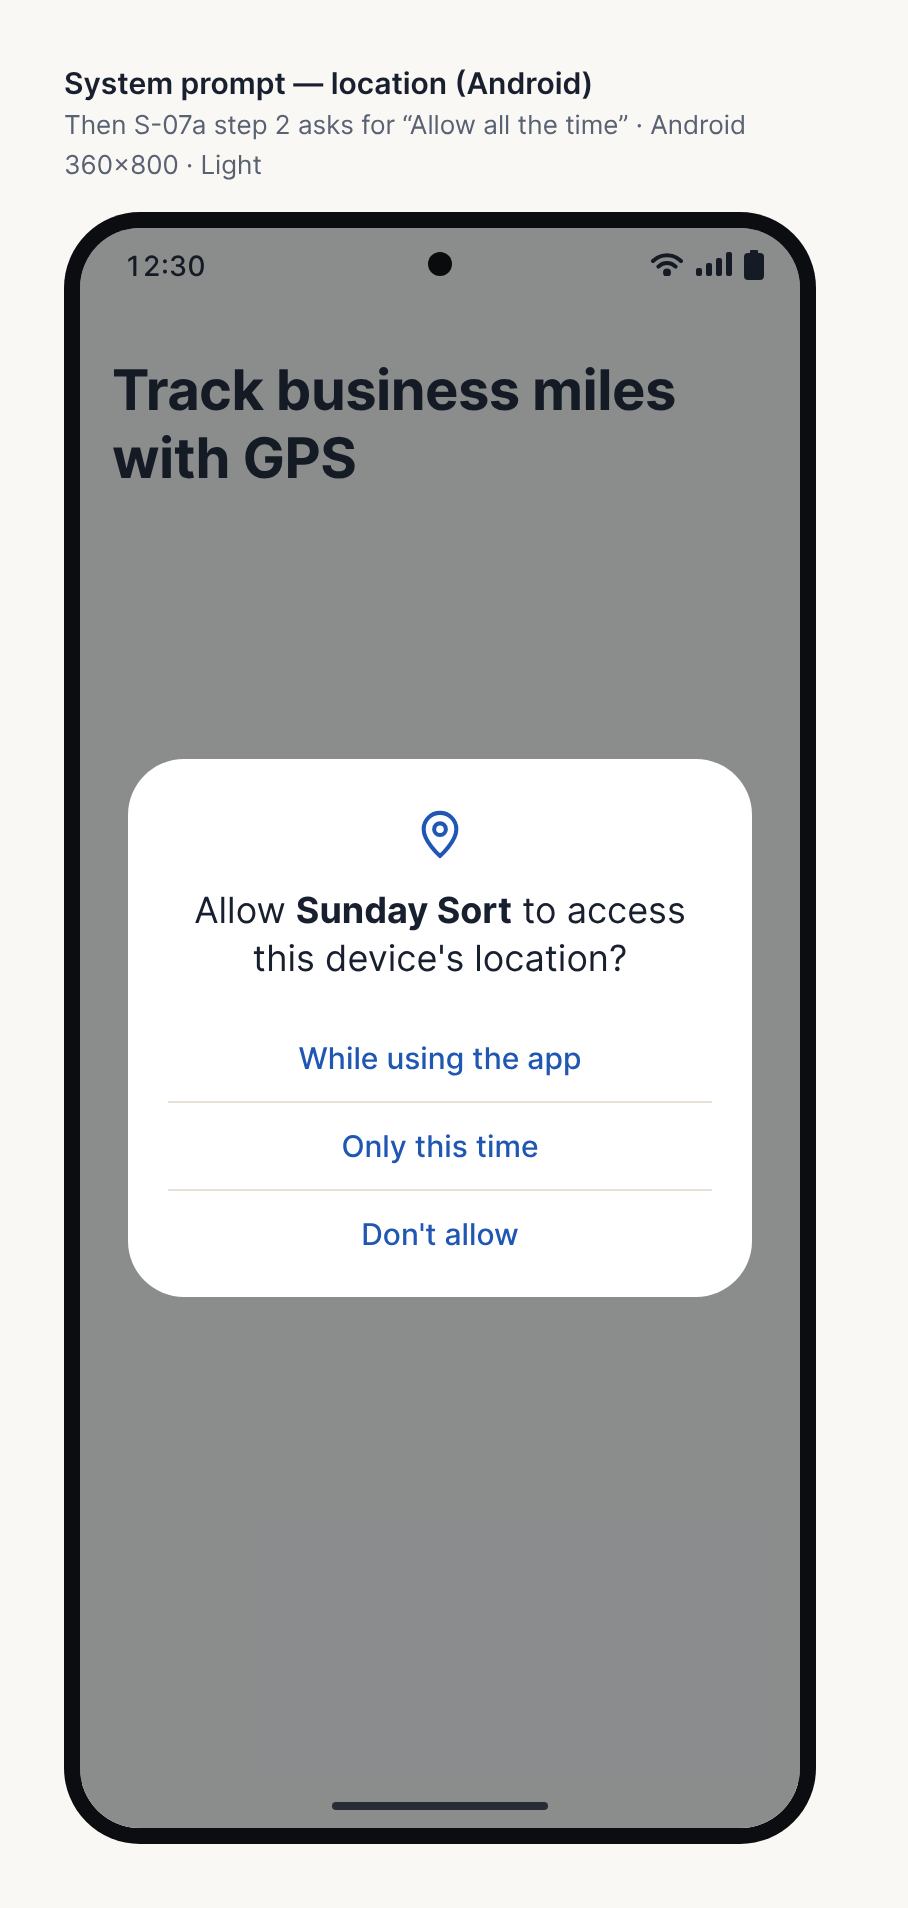 System prompt — location (Android)
Then S-07a step 2 asks for “Allow all the time” · Android
360×800 · Light
12:30
Track business miles
with GPS
Allow Sunday Sort to access
this device's location?
While using the app
Only this time
Don't allow